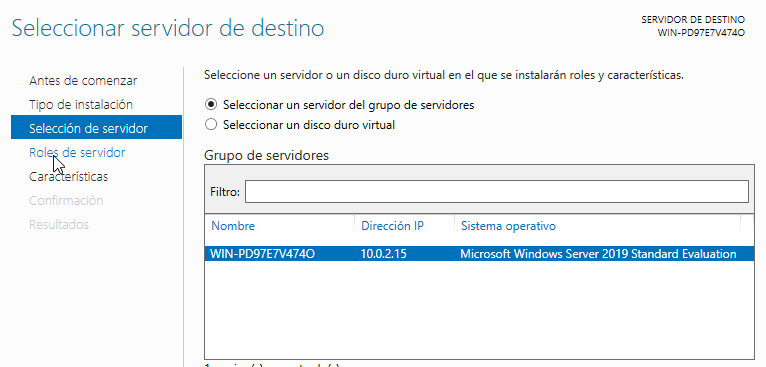 Seleccionar servidor de destino
SERVIDOR DE DESTINO
WIN-PD97E7V474O
Antes de comenzar
Tipo de instalación
Selección de servidor
Roles de servidor
Características
Confirmación
Resultados
Seleccione un servidor o un disco duro virtual en el que se instalarán roles y características.
Seleccionar un servidor del grupo de servidores
Seleccionar un disco duro virtual
Grupo de servidores
Filtro:
Nombre Dirección IP Sistema operativo
WIN-PD97E7V474O 10.0.2.15 Microsoft Windows Server 2019 Standard Evaluation